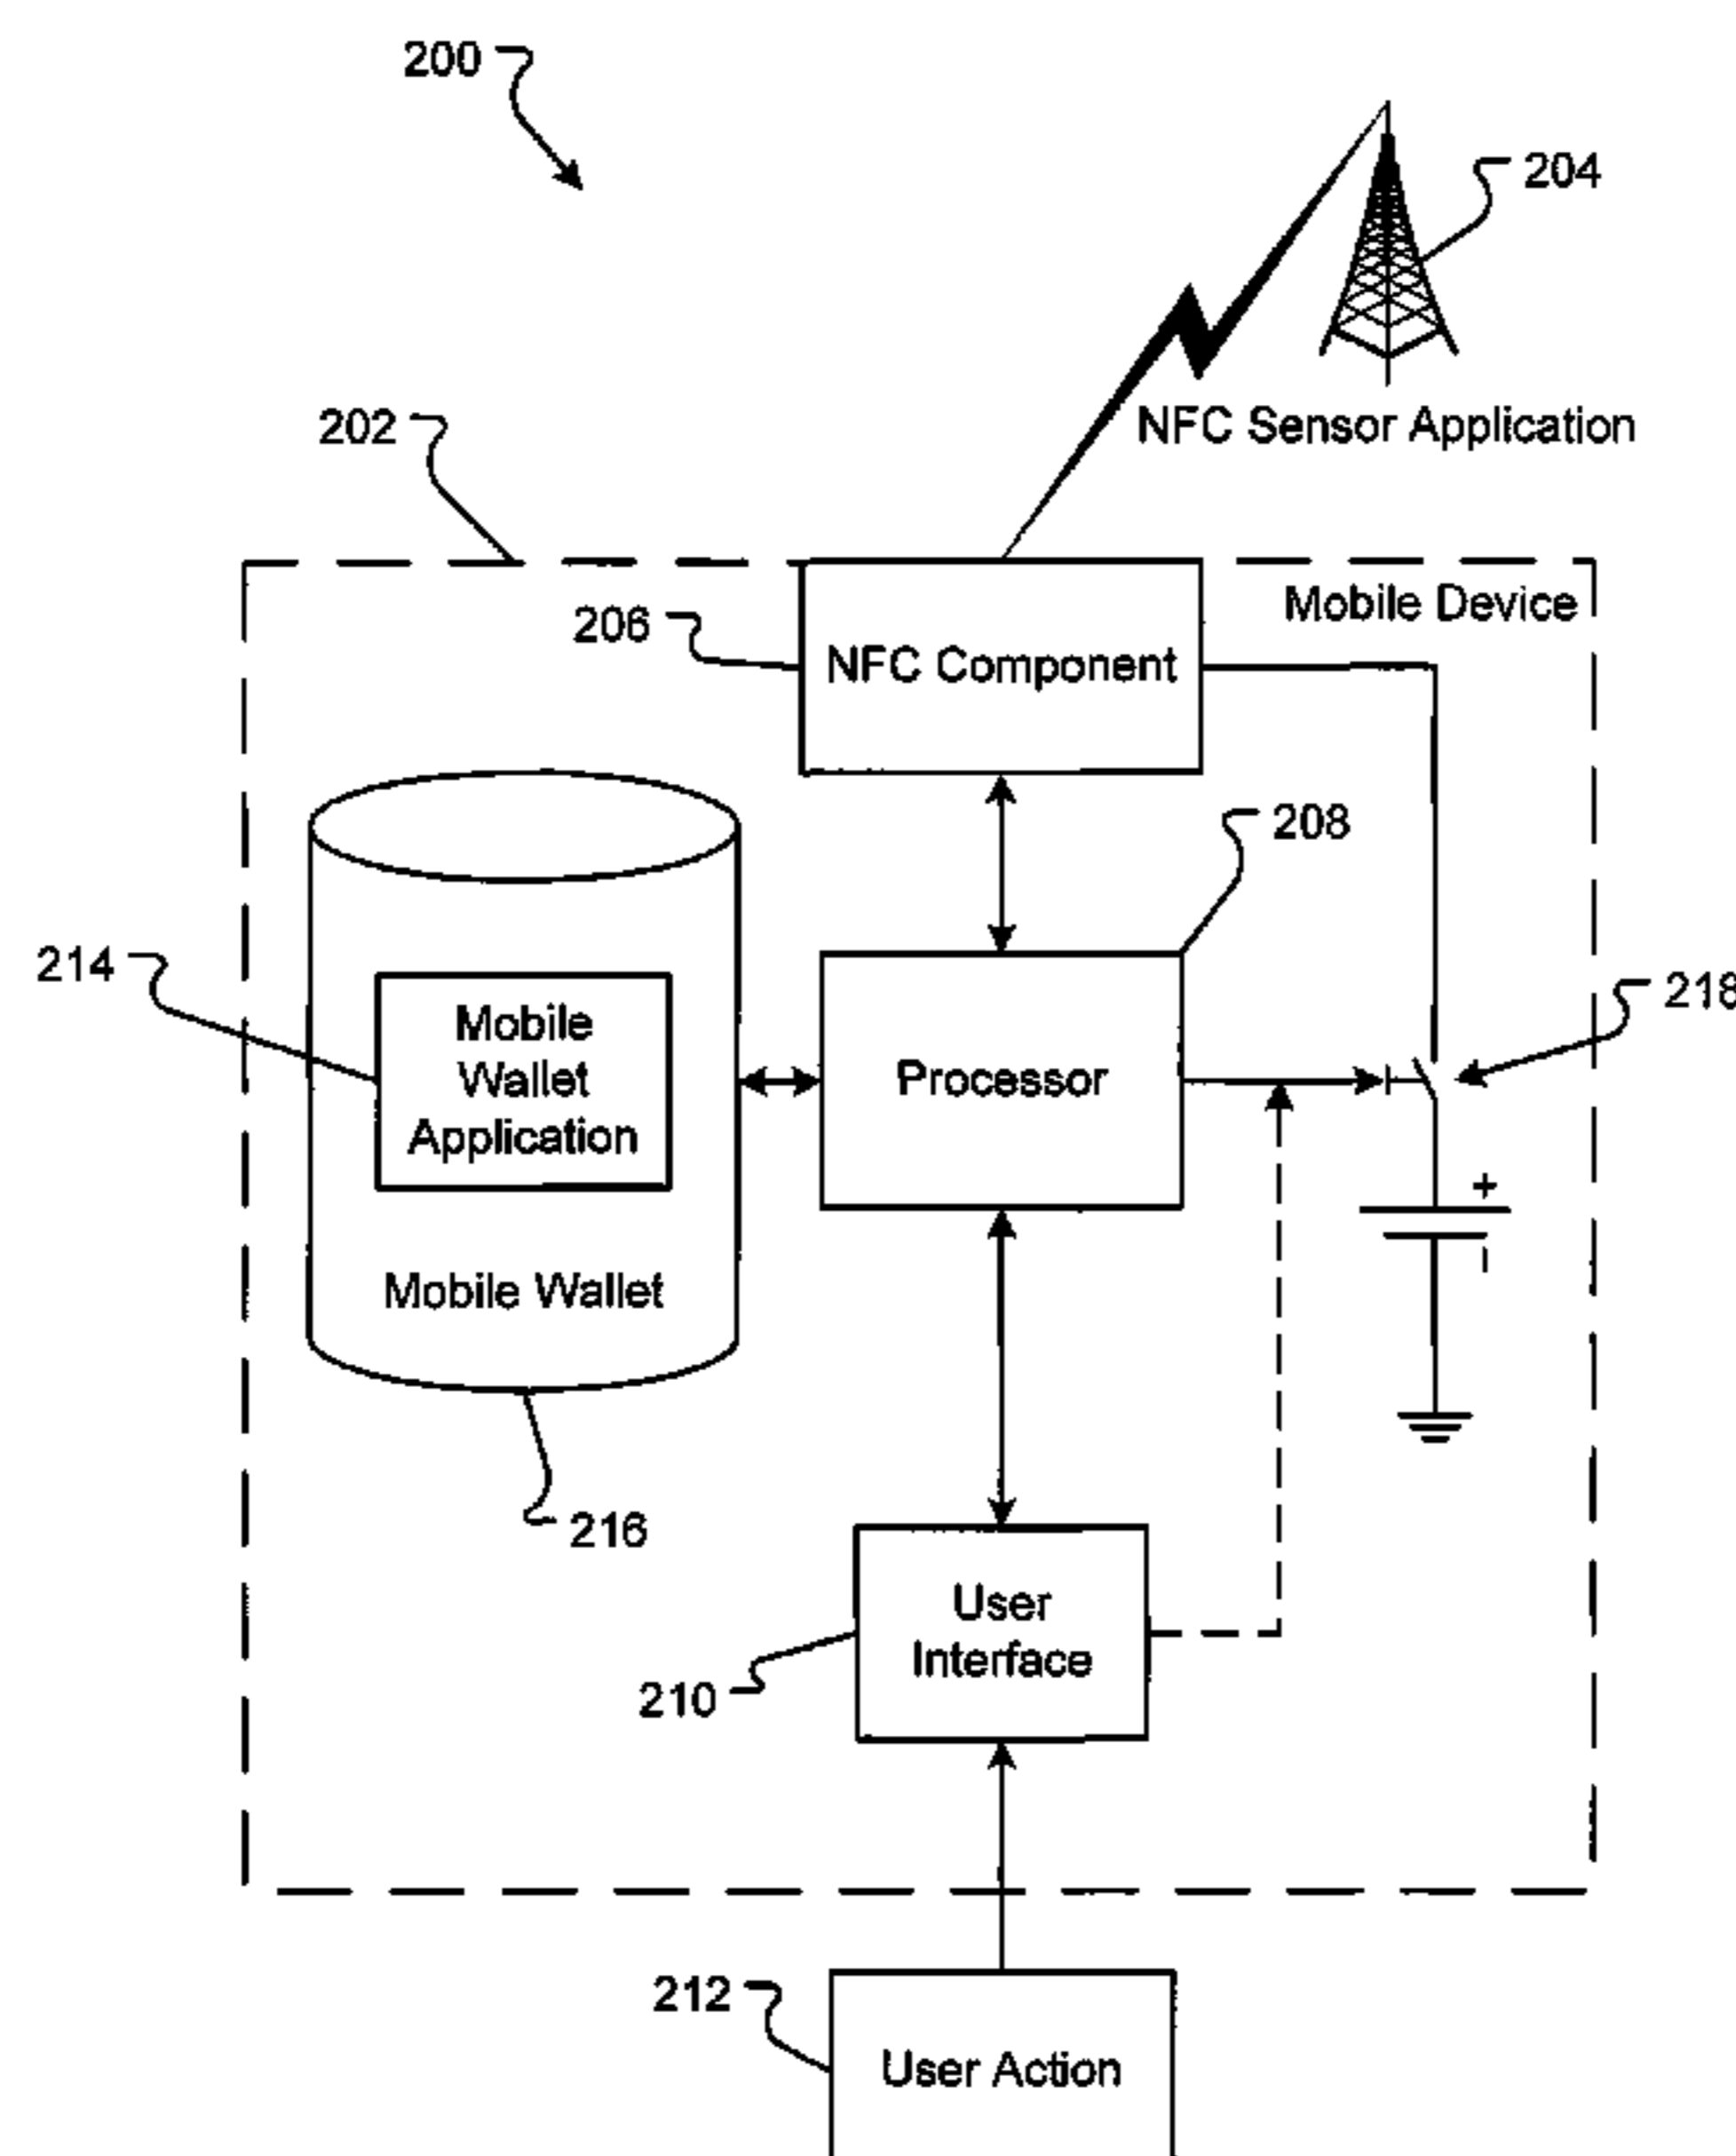 200
204
NFC Sensor Application
202
Mobile Device
206
NFC Component
208
214
Mobile
Wallet
Application
Processor
218
+
Mobile Wallet
216
User
Interface
210
212
User Action